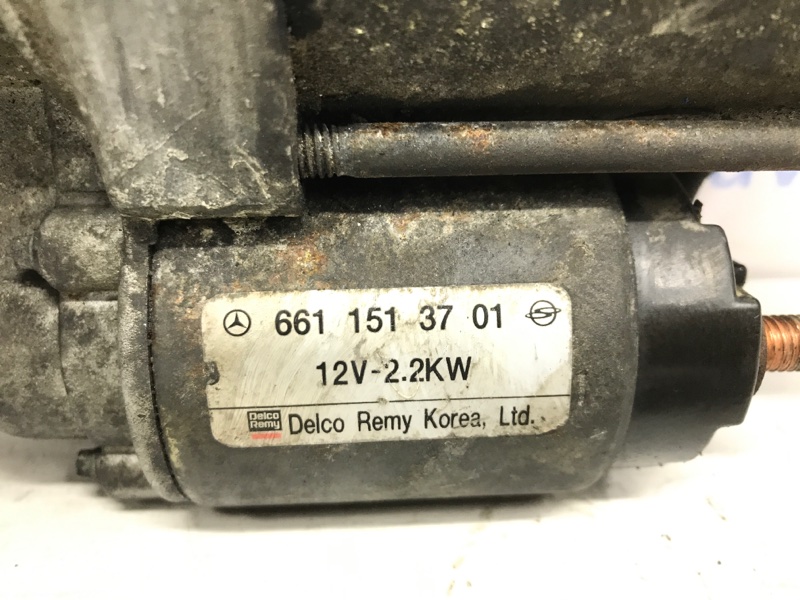 661 151 37 01
12V-2.2KW
Delco
Remy
Delco Remy Korea, Ltd.